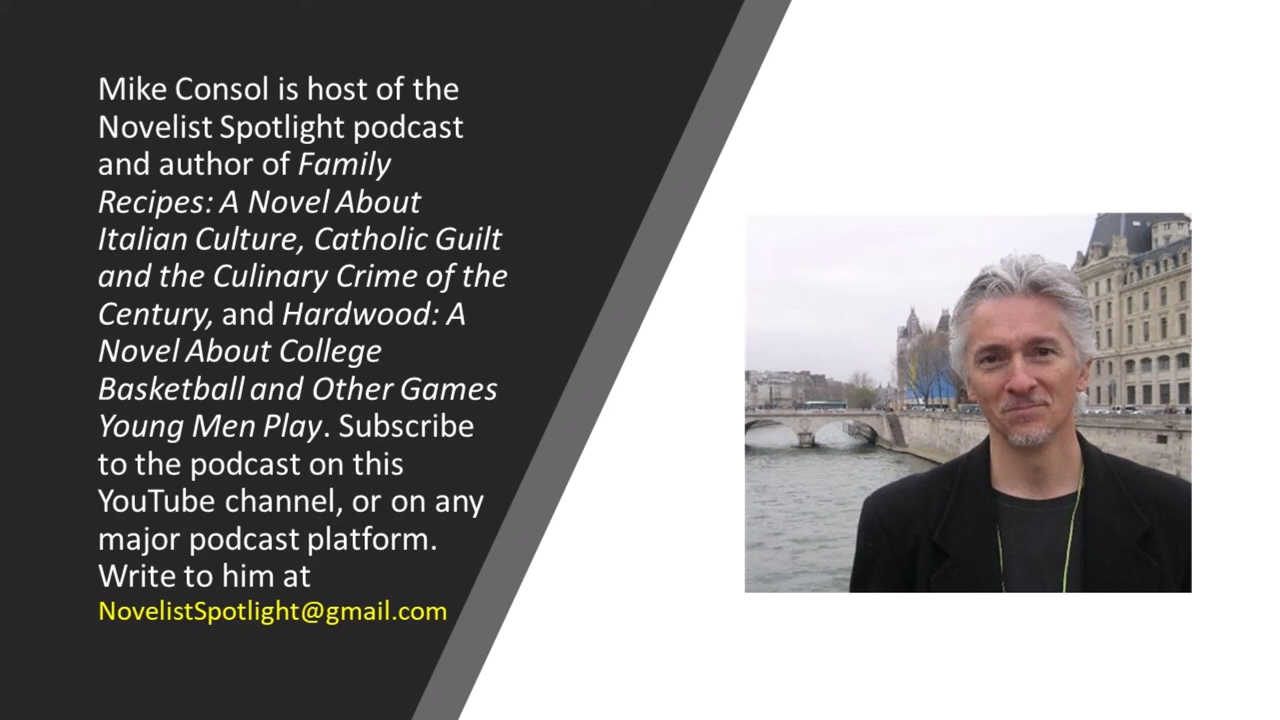 Mike Consol is host of the
Novelist Spotlight podcast
and author of Family
Recipes: A Novel About
Italian Culture, Catholic Guilt
and the Culinary Crime of the
Century, and Hardwood: A
Novel About College
Basketball and Other Games
Young Men Play. Subscribe
to the podcast on this
YouTube channel, or on any
major podcast platform.
Write to him at
NovelistSpotlight@gmail.com